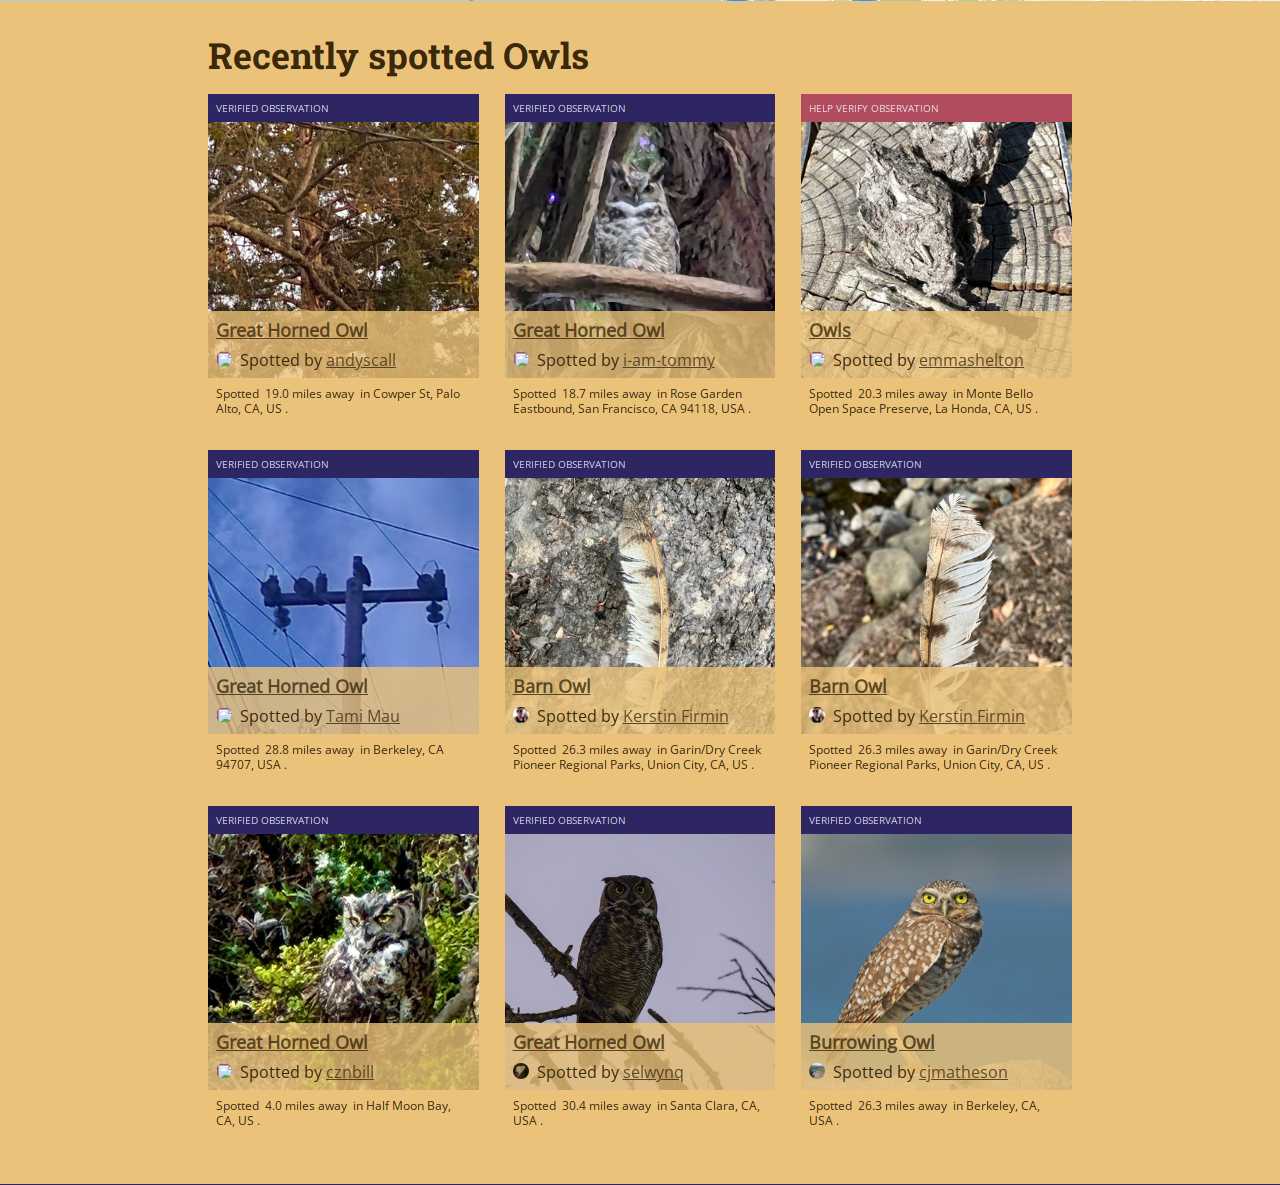 Recently spotted Owls
VERIFIED OBSERVATION
Great Horned Owl
Spotted by andyscall
Spotted 19.0 miles away in Cowper St, Palo
Alto, CA, US .
VERIFIED OBSERVATION
Great Horned Owl
Spotted by i-am-tommy
Spotted 18.7 miles away in Rose Garden
Eastbound, San Francisco, CA 94118, USA .
HELP VERIFY OBSERVATION
Owls
Spotted by emmashelton
Spotted 20.3 miles away in Monte Bello
Open Space Preserve, La Honda, CA, US .
VERIFIED OBSERVATION
Great Horned Owl
Spotted by Tami Mau
Spotted 28.8 miles away in Berkeley, CA
94707, USA .
VERIFIED OBSERVATION
Barn Owl
Spotted by Kerstin Firmin
Spotted 26.3 miles away in Garin/Dry Creek
Pioneer Regional Parks, Union City, CA, US .
VERIFIED OBSERVATION
Barn Owl
Spotted by Kerstin Firmin
Spotted 26.3 miles away in Garin/Dry Creek
Pioneer Regional Parks, Union City, CA, US .
VERIFIED OBSERVATION
Great Horned Owl
Spotted by cznbill
Spotted 4.0 miles away in Half Moon Bay,
CA, US .
VERIFIED OBSERVATION
Great Horned Owl
Spotted by selwynq
Spotted 30.4 miles away in Santa Clara, CA,
USA .
VERIFIED OBSERVATION
Burrowing Owl
Spotted by cjmatheson
Spotted 26.3 miles away in Berkeley, CA,
USA .